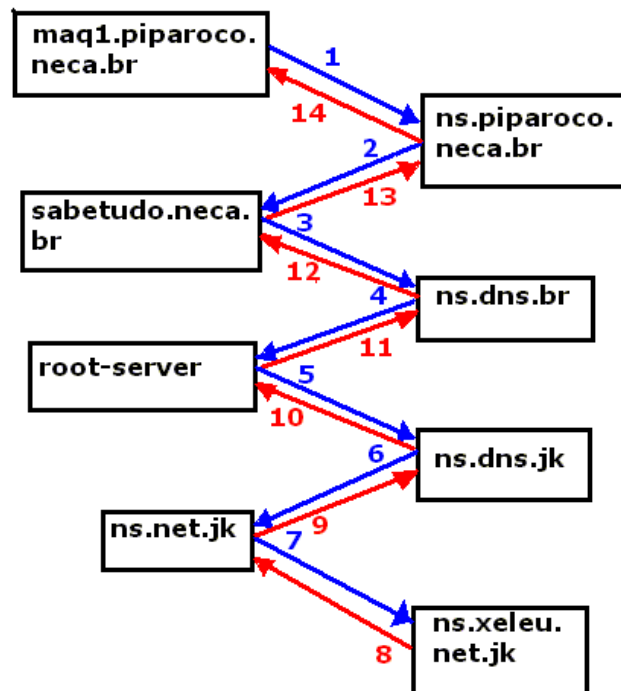 maq1.piparoco.
neca.br
1
14
ns.piparoco.
neca.br
2
13
sabetudo.neca.
br
3
12
ns.dns.br
4
11
root-server
5
10
ns.dns.jk
6
9
ns.net.jk
7
8
ns.xeleu.
net.jk